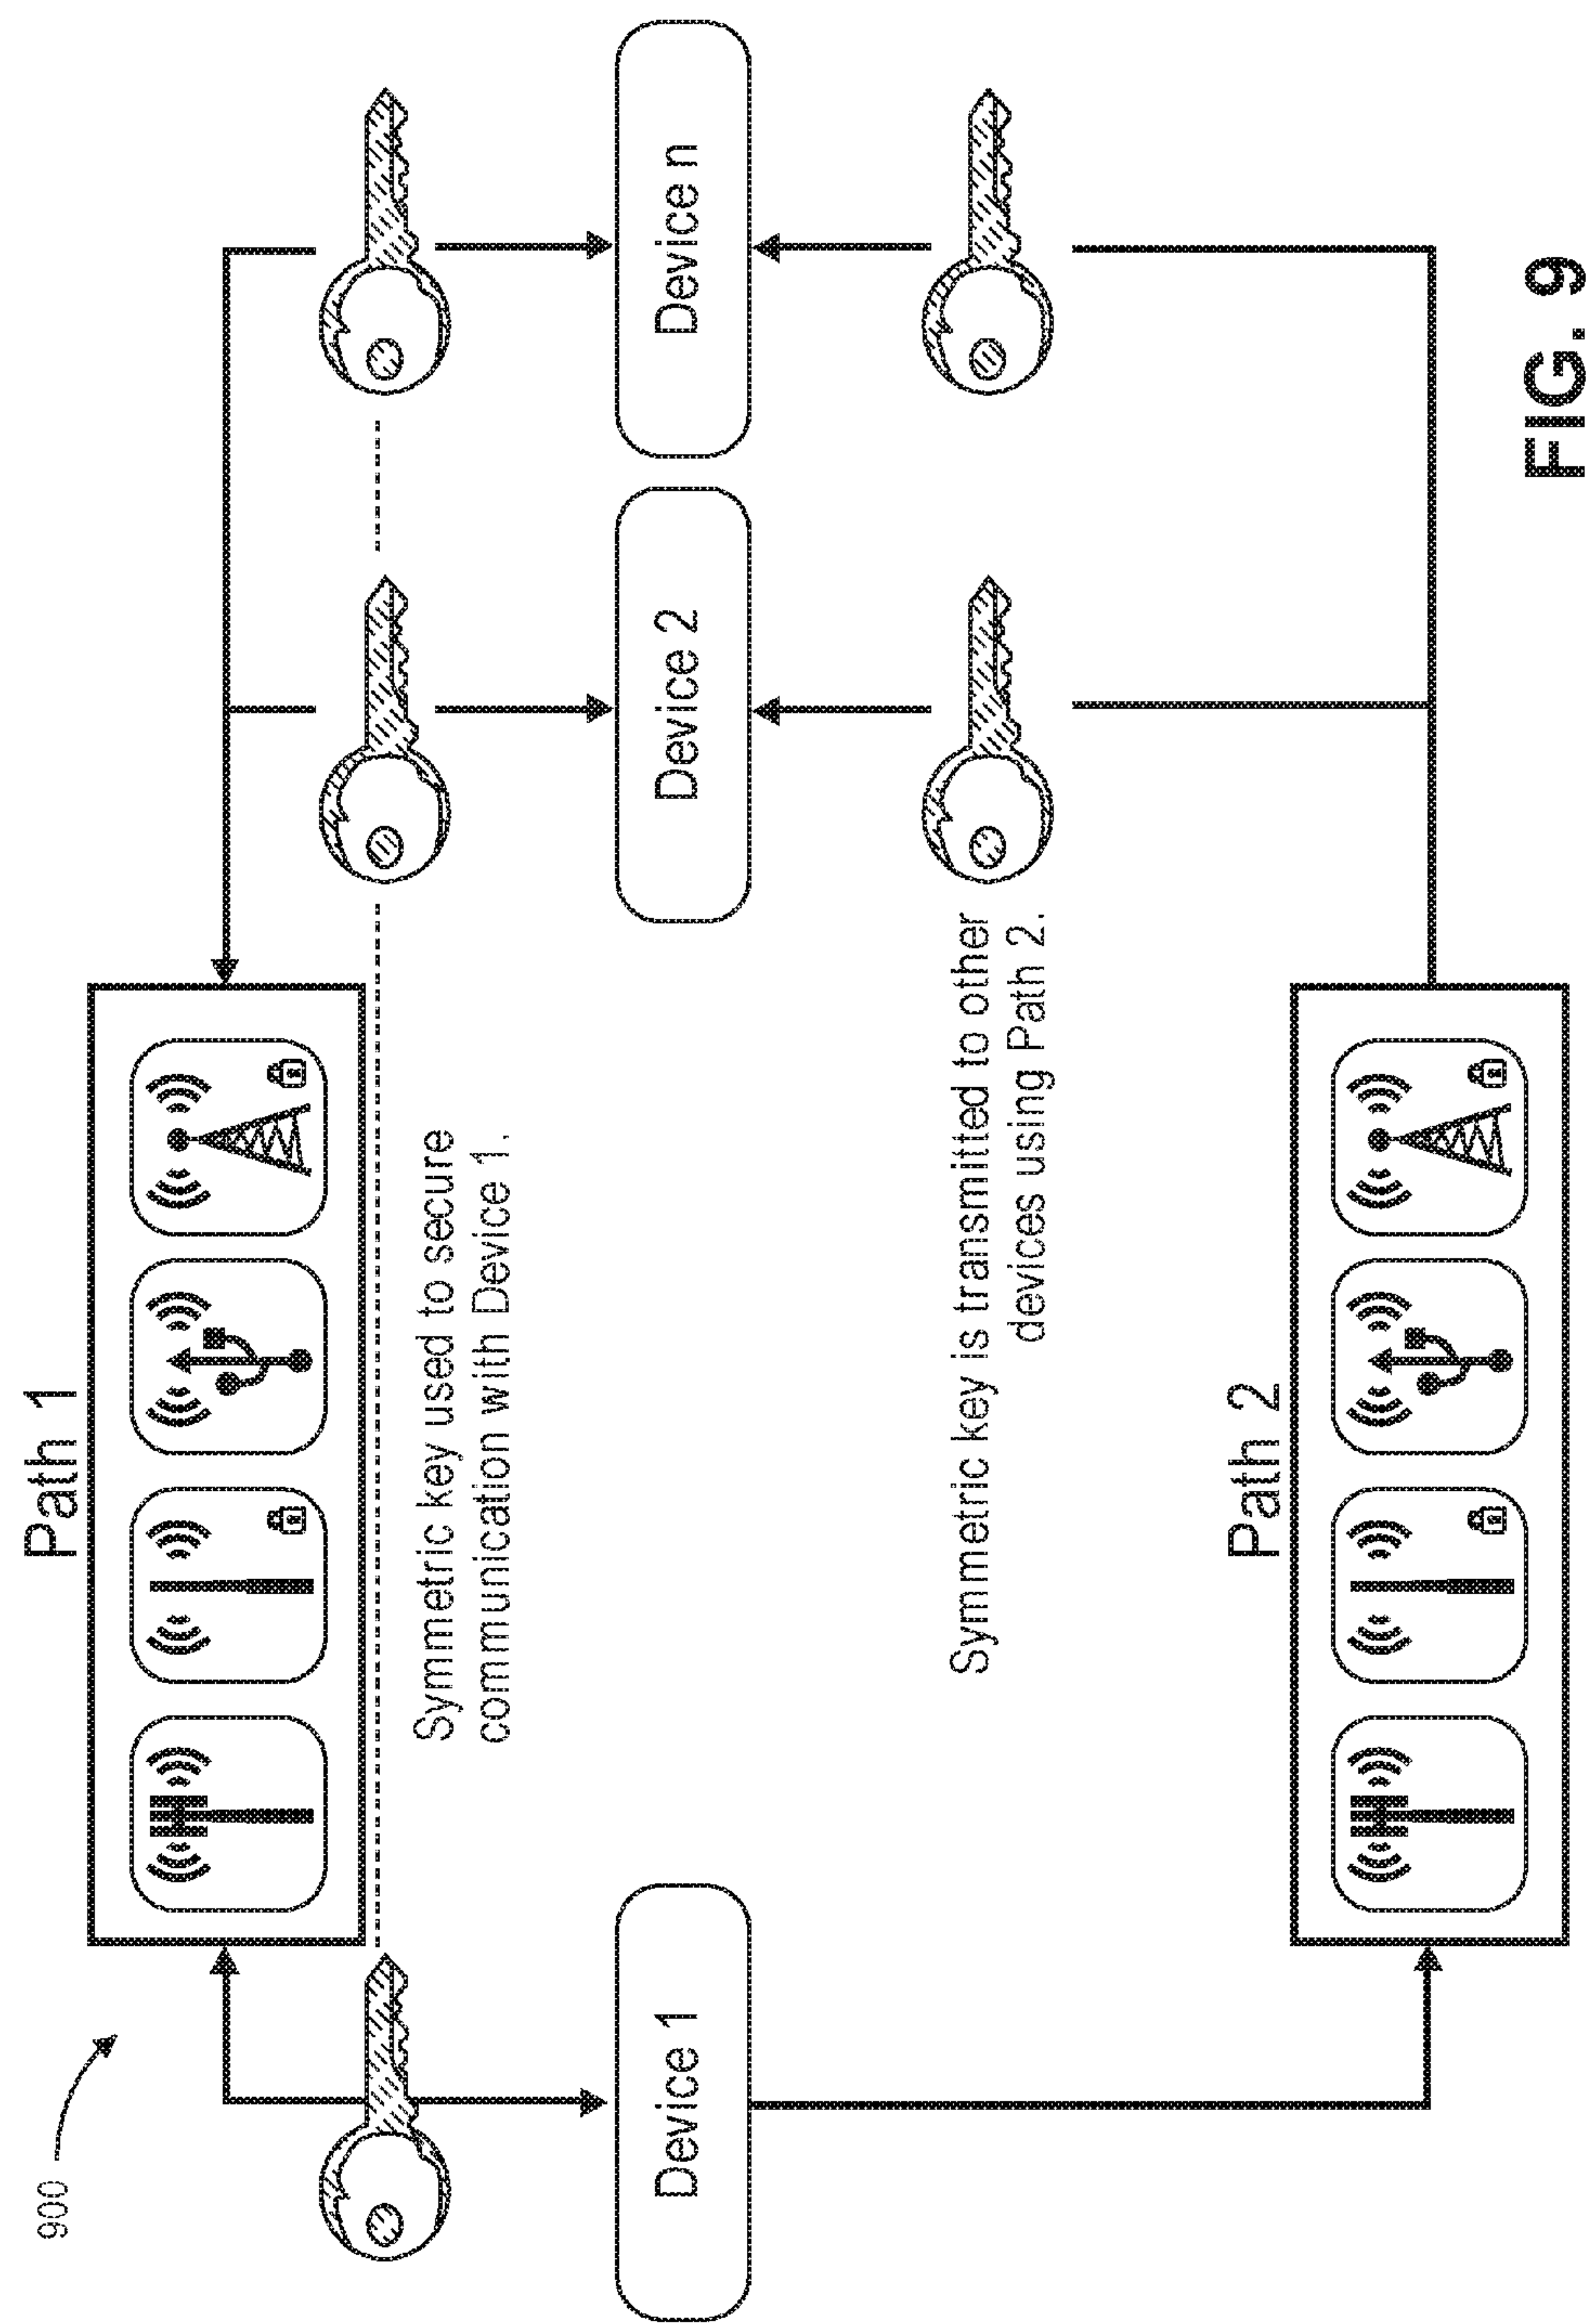 900
Path 1
Symmetric key used to secure
communication with Device 1.
Device 1
Device 2
Device n
Symmetric key is transmitted to other
devices using Path 2.
Path 2
FIG. 9